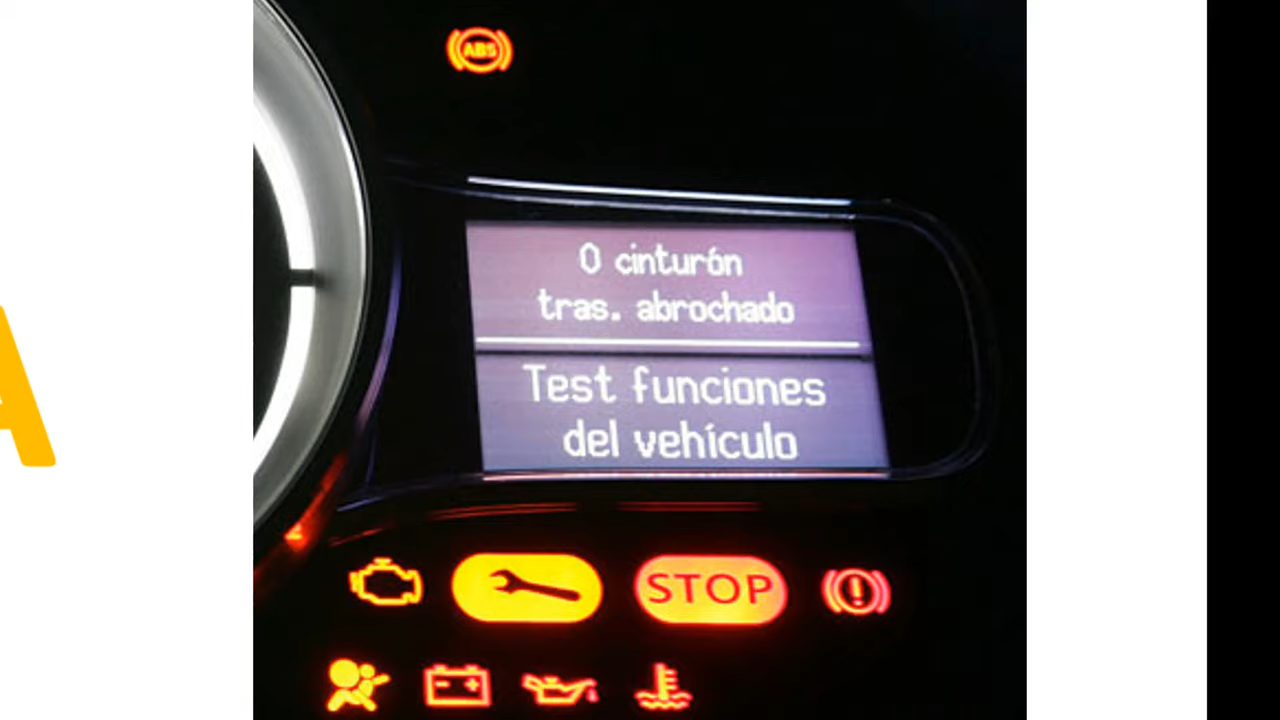 ABS
0 cinturón
tras. abrochado
Test funciones
del vehículo
STOP
A